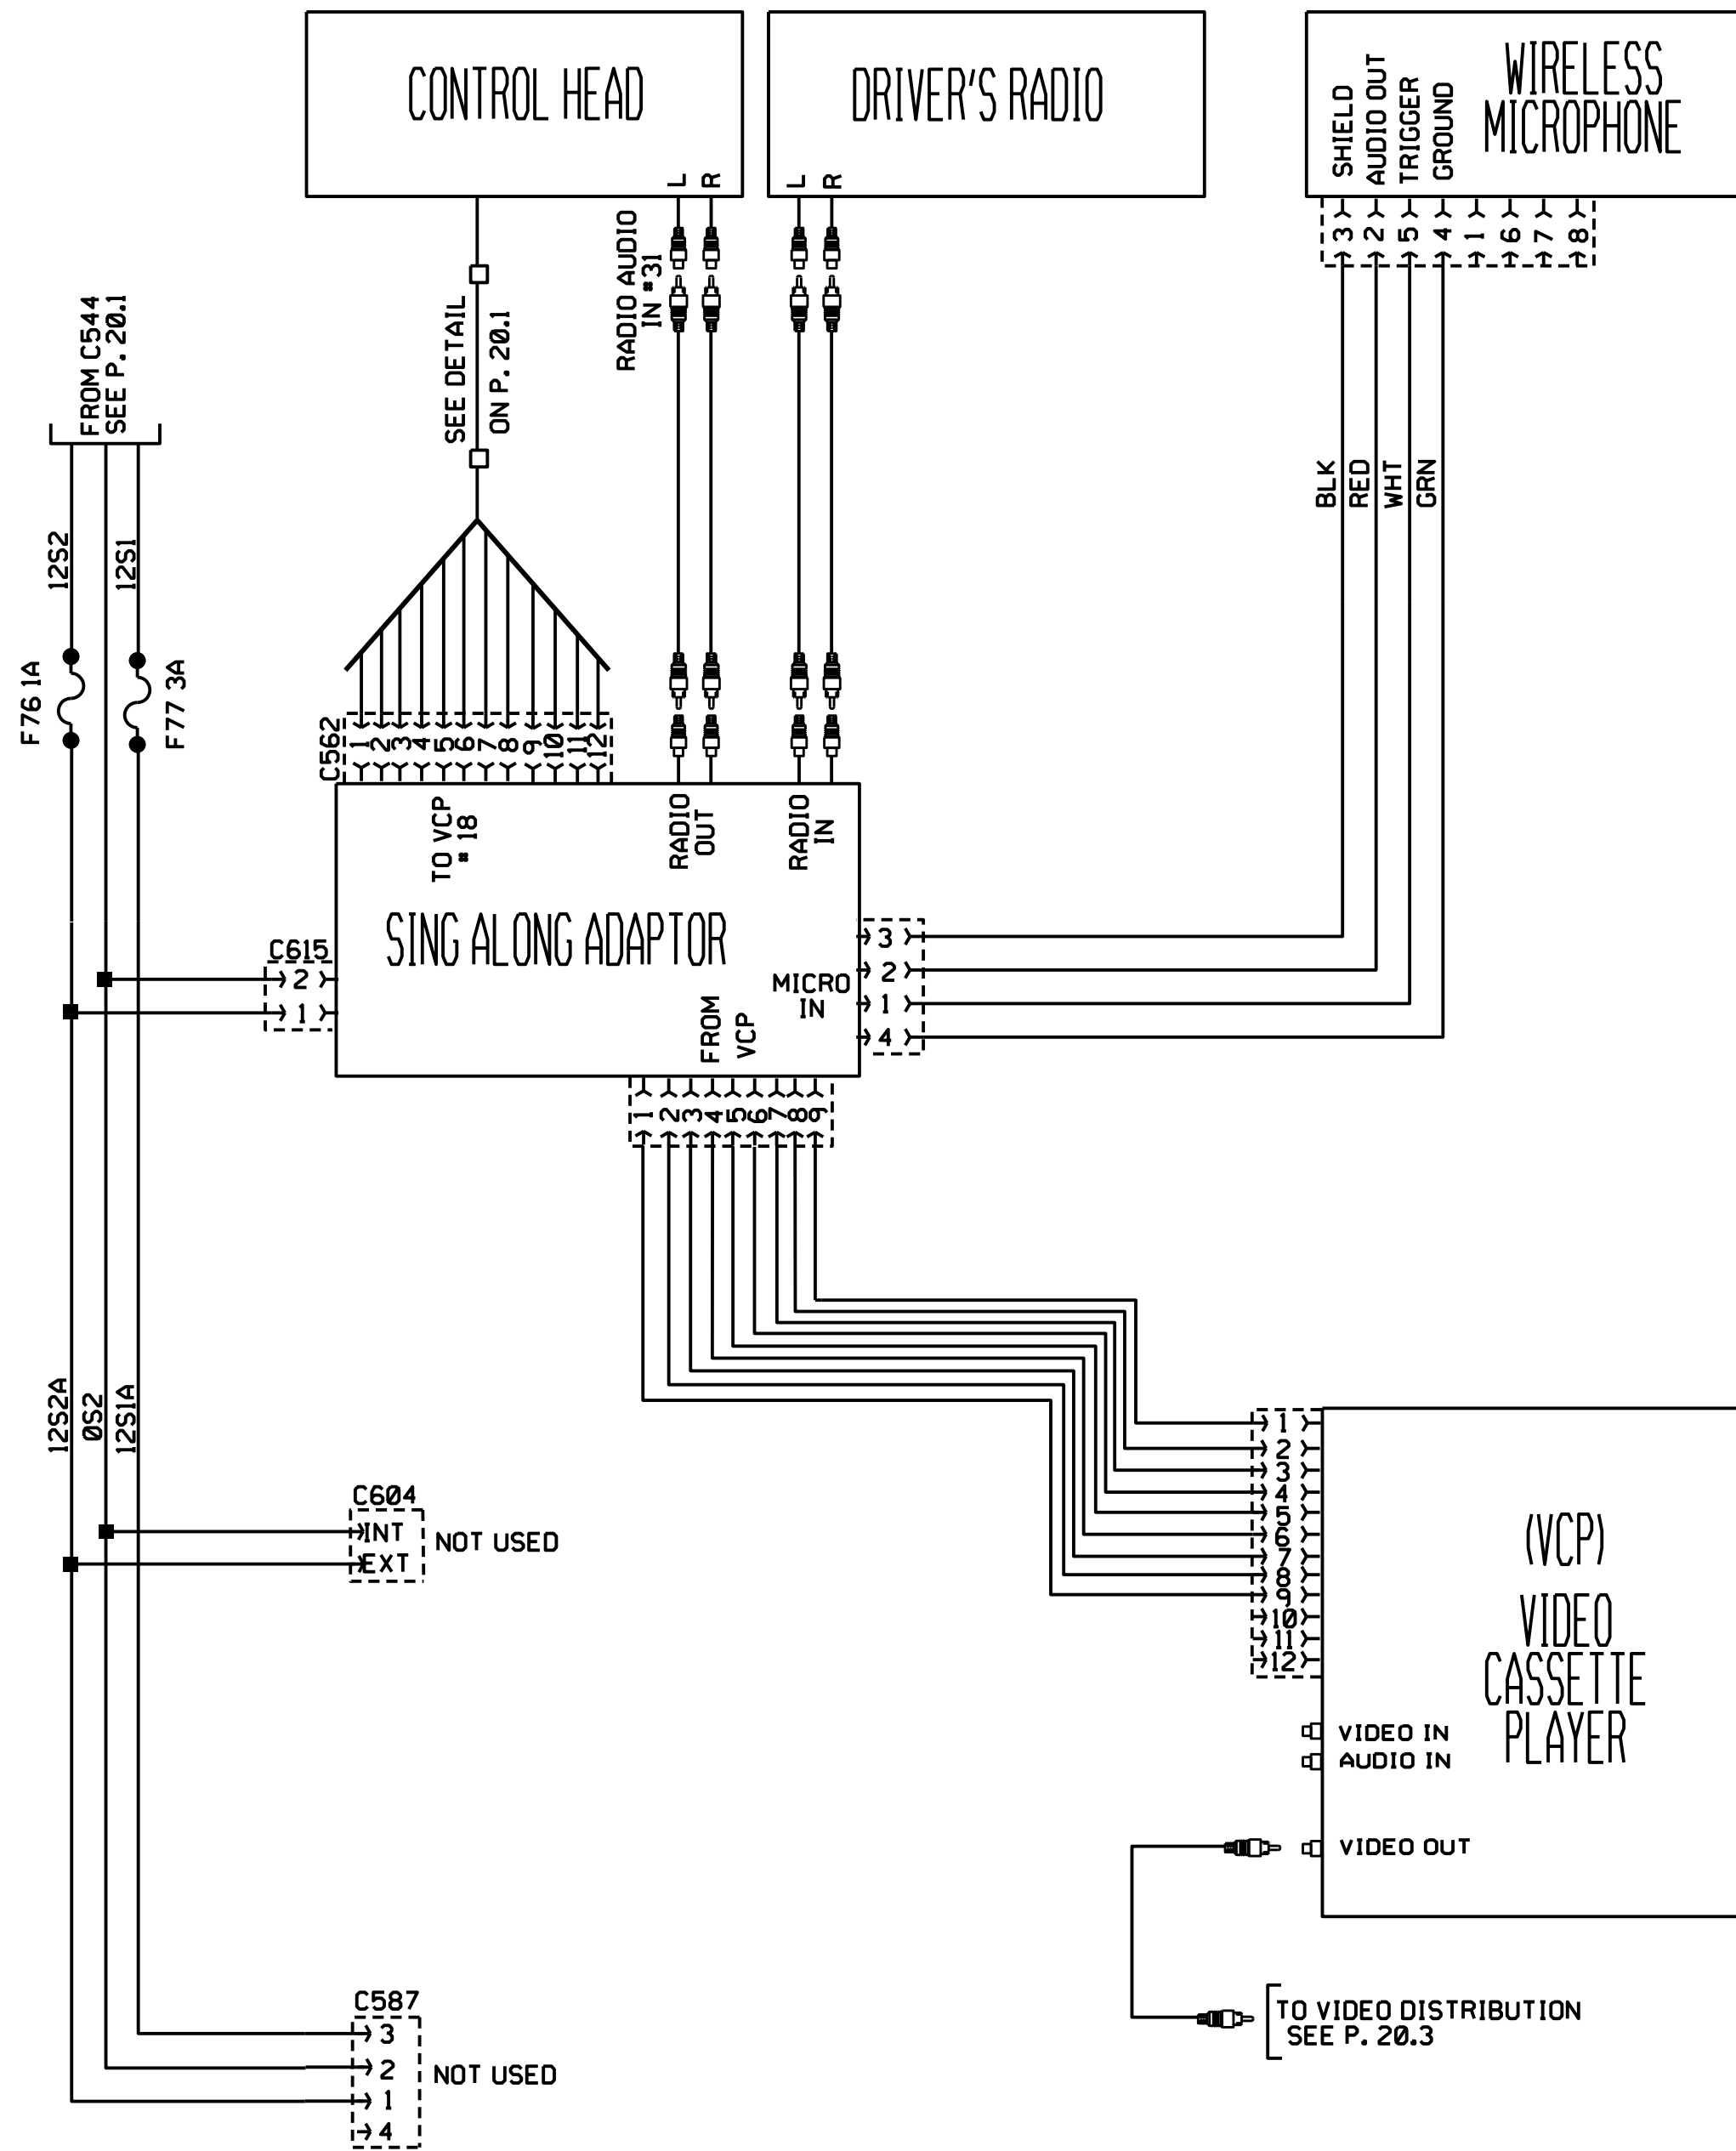 CONTROL HEAD
L
R
DRIVER'S RADIO
L
R
WIRELESS
MICROPHONE
SHIELD
AUDIO OUT
TRIGGER
GROUND
3
2
5
4
1
6
7
8
RADIO AUDIO
IN #31
SEE DETAIL
ON P. 20.1
FROM C544
SEE P. 20.1
BLK
RED
WHT
GRN
12S2
12S1
F76 1A
F77 3A
C562
1
2
3
4
5
6
7
8
9
10
11
12
TO VCP
#18
RADIO
OUT
RADIO
IN
SING ALONG ADAPTOR
C615
2
1
MICRO
IN
3
2
1
4
FROM
VCP
1
2
3
4
5
6
7
8
9
12S2A
0S2
12S1A
C604
INT
EXT
NOT USED
1
2
3
4
5
6
7
8
9
10
11
12
(VCP)
VIDEO
CASSETTE
PLAYER
VIDEO IN
AUDIO IN
VIDEO OUT
TO VIDEO DISTRIBUTION
SEE P. 20.3
C587
3
2
1
4
NOT USED